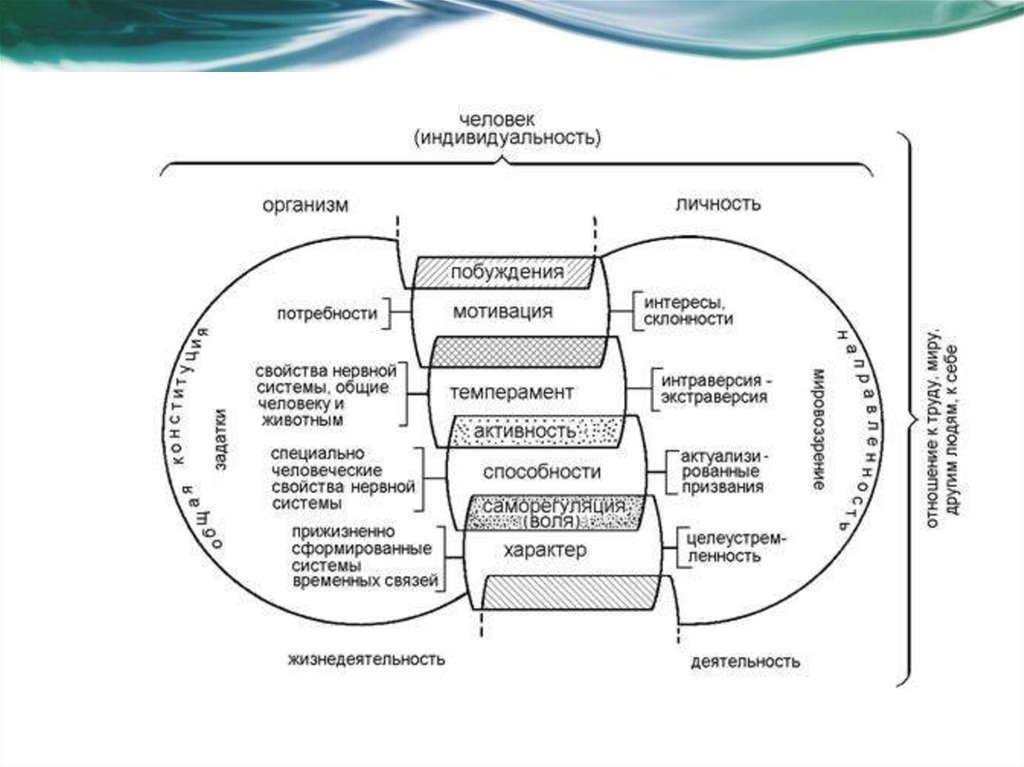 человек
(индивидуальность)
организм
личность
побуждения
потребности
мотивация
интересы,
склонности
свойства нервной
системы, общие
человеку и
животным
темперамент
интраверсия -
экстраверсия
активность
специально
человеческие
свойства нервной
системы
способности
актуализи-
рованные
призвания
саморегуляция
(воля)
прижизненно
сформированные
системы
временных связей
характер
целеустрем-
ленность
общая конституция
задатки
мировоззрение
направленность
отношение к труду, миру,
другим людям, к себе
жизнедеятельность
деятельность